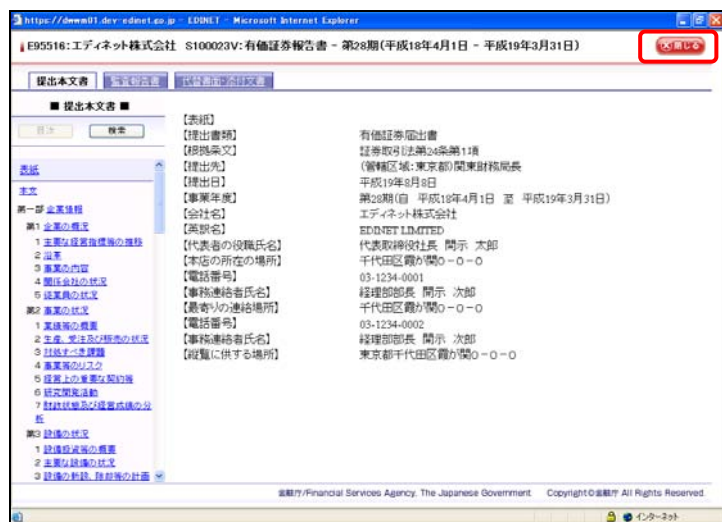 https://dwwm01.dev-edinet.go.jp - EDINET - Microsoft Internet Explorer
E95516:エディネット株式会社 S100023V:有価証券報告書 - 第28期(平成18年4月1日 - 平成19年3月31日)
閉じる
提出本文書 監査報告書 代替書面・添付文書
■ 提出本文書 ■
目次 検索
表紙
本文
第一部 企業情報
第1 企業の概況
1 主要な経営指標等の推移
2 沿革
3 事業の内容
4 関係会社の状況
5 従業員の状況
第2 事業の状況
1 業績等の概要
2 生産、受注及び販売の状況
3 対処すべき課題
4 事業等のリスク
5 経営上の重要な契約等
6 研究開発活動
7 財政状態及び経営成績の分析
第3 設備の状況
1 設備投資等の概要
2 主要な設備の状況
3 設備の新設、除却等の計画
【表紙】
【提出書類】 有価証券届出書
【根拠条文】 証券取引法第24条第1項
【提出先】 (管轄区域:東京都)関東財務局長
【提出日】 平成19年8月8日
【事業年度】 第28期(自 平成18年4月1日 至 平成19年3月31日)
【会社名】 エディネット株式会社
【英訳名】 EDINET LIMITED
【代表者の役職氏名】 代表取締役社長 開示 太郎
【本店の所在の場所】 千代田区霞が関0-0-0
【電話番号】 03-1234-0001
【事務連絡者氏名】 経理部部長 開示 次郎
【最寄りの連絡場所】 千代田区霞が関0-0-0
【電話番号】 03-1234-0002
【事務連絡者氏名】 経理部部長 開示 次郎
【縦覧に供する場所】 東京都千代田区霞が関0-0-0
金融庁/Financial Services Agency, The Japanese Government Copyright©金融庁 All Rights Reserved.
インターネット